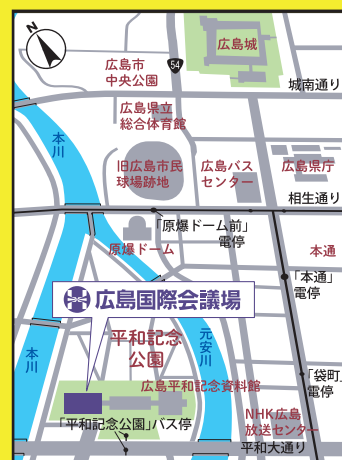 N
広島城
54
広島市
中央公園
城南通り
広島県立
総合体育館
本川
旧広島市民
球場跡地
広島バス
センター
広島県庁
相生通り
「原爆ドーム前」
電停
原爆ドーム
本通
「本通」
電停
広島国際会議場
平和記念
公園
元安川
本川
広島平和記念資料館
「袋町」
電停
NHK広島
放送センター
「平和記念公園」バス停
平和大通り